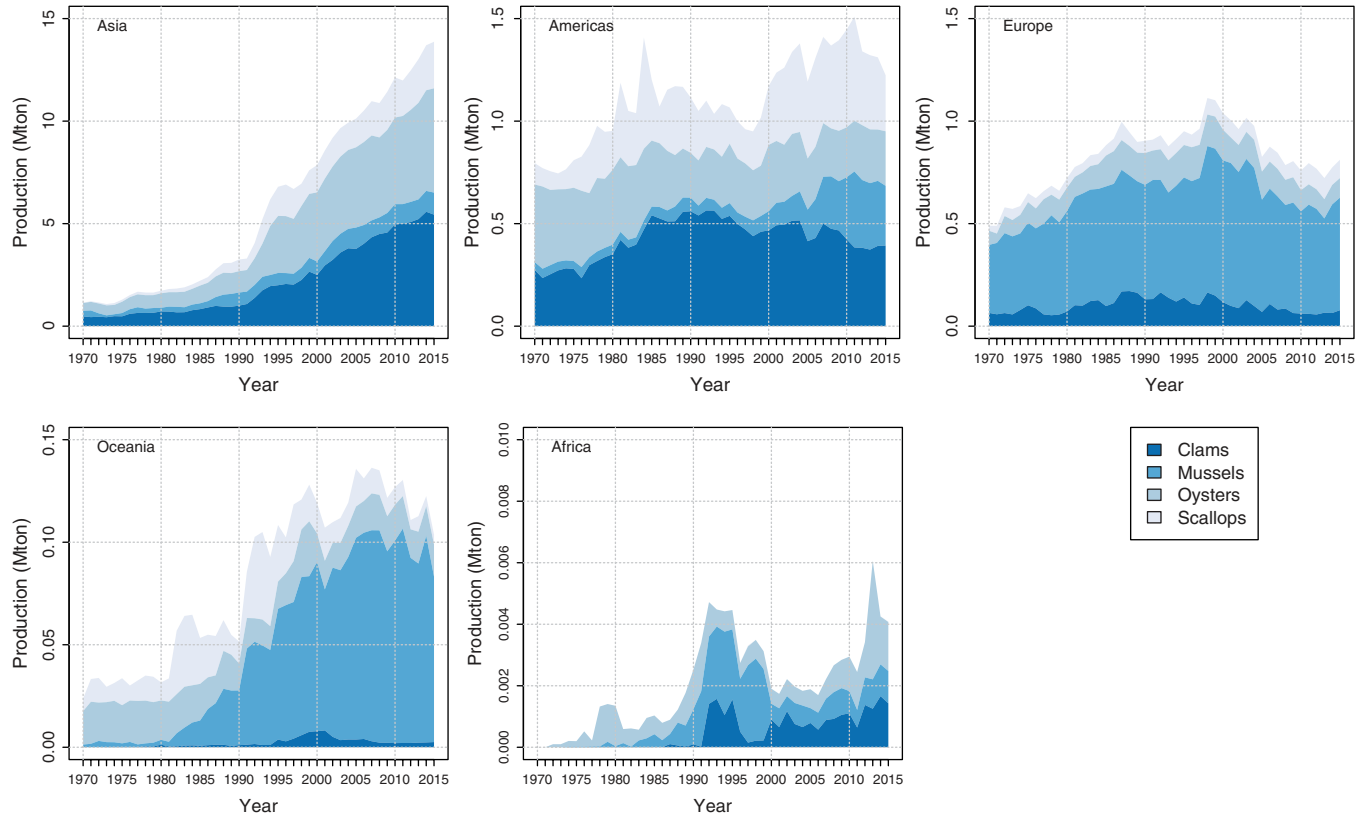 Asia
Production (Mton)
15
10
5
0
1970 1975 1980 1985 1990 1995 2000 2005 2010 2015
Year
Americas
Production (Mton)
1.5
1.0
0.5
0.0
1970 1975 1980 1985 1990 1995 2000 2005 2010 2015
Year
Europe
Production (Mton)
1.5
1.0
0.5
0.0
1970 1975 1980 1985 1990 1995 2000 2005 2010 2015
Year
Oceania
Production (Mton)
0.15
0.10
0.05
0.00
1970 1975 1980 1985 1990 1995 2000 2005 2010 2015
Year
Africa
Production (Mton)
0.010
0.008
0.006
0.004
0.002
0.000
1970 1975 1980 1985 1990 1995 2000 2005 2010 2015
Year
Clams
Mussels
Oysters
Scallops